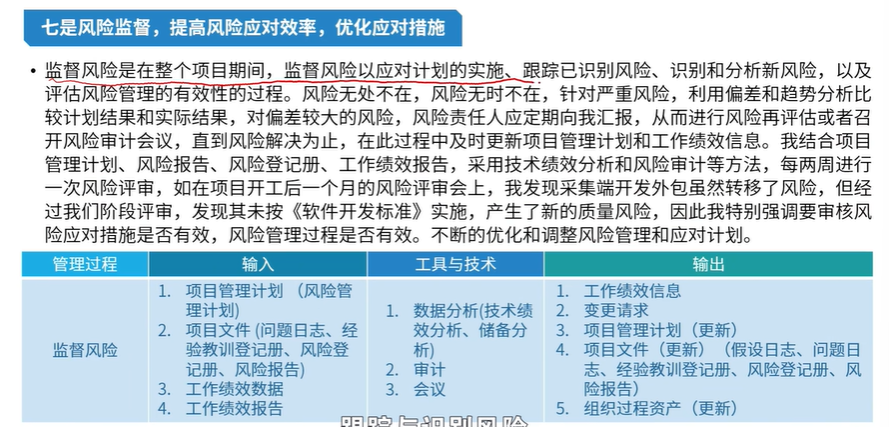 七是风险监督，提高风险应对效率，优化应对措施
• 监督风险是在整个项目期间，监督风险以应对计划的实施、跟踪已识别风险、识别和分析新风险，以及
评估风险管理的有效性的过程。风险无处不在，风险无时不在，针对严重风险，利用偏差和趋势分析比
较计划结果和实际结果，对偏差较大的风险，风险责任人应定期向我汇报，从而进行风险再评估或者召
开风险审计会议，直到风险解决为止，在此过程中及时更新项目管理计划和工作绩效信息。我结合项目
管理计划、风险报告、风险登记册、工作绩效报告，采用技术绩效分析和风险审计等方法，每两周进行
一次风险评审，如在项目开工后一个月的风险评审会上，我发现采集端开发外包虽然转移了风险，但经
过我们阶段评审，发现其未按《软件开发标准》实施，产生了新的质量风险，因此我特别强调要审核风
险应对措施是否有效，风险管理过程是否有效。不断的优化和调整风险管理和应对计划。
管理过程
输入
工具与技术
输出
监督风险
1. 项目管理计划 （风险管
理计划)
2. 项目文件 (问题日志、经
验教训登记册、风险登
记册、风险报告)
3. 工作绩效数据
4. 工作绩效报告
1. 数据分析(技术绩
效分析、储备分
析)
2. 审计
3. 会议
1. 工作绩效信息
2. 变更请求
3. 项目管理计划（更新）
4. 项目文件（更新）（假设日志、问题日
志、经验教训登记册、风险登记册、风
险报告）
5. 组织过程资产（更新）
跟踪与识别风险